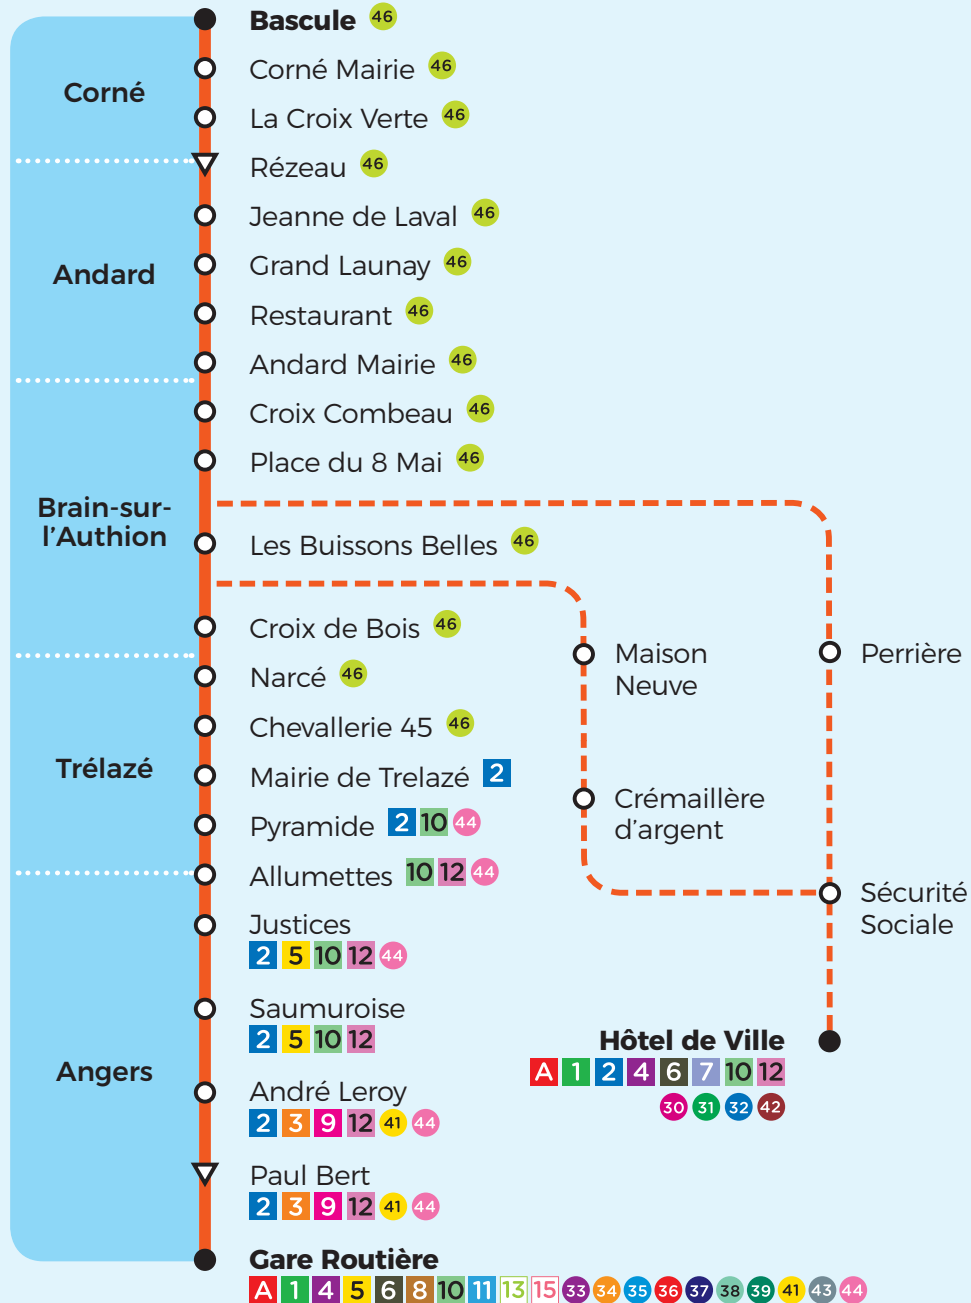 Corné
Andard
Brain-sur-
l'Authion
Trélazé
Angers
Bascule 46
Corné Mairie 46
La Croix Verte 46
Rézeau 46
Jeanne de Laval 46
Grand Launay 46
Restaurant 46
Andard Mairie 46
Croix Combeau 46
Place du 8 Mai 46
Les Buissons Belles 46
Croix de Bois 46
Narcé 46
Chevallerie 45 46
Mairie de Trelazé 2
Pyramide 2 10 44
Allumettes 10 12 44
Justices
2 5 10 12 44
Saumuroise
2 5 10 12
André Leroy
2 3 9 12 41 44
Paul Bert
2 3 9 12 41 44
Gare Routière
A 1 4 5 6 8 10 11 13 15 33 34 35 36 37 38 39 41 43 44
Maison
Neuve
Crémaillère
d'argent
Perrière
Sécurité
Sociale
Hôtel de Ville
A 1 2 4 6 7 10 12
30 31 32 42